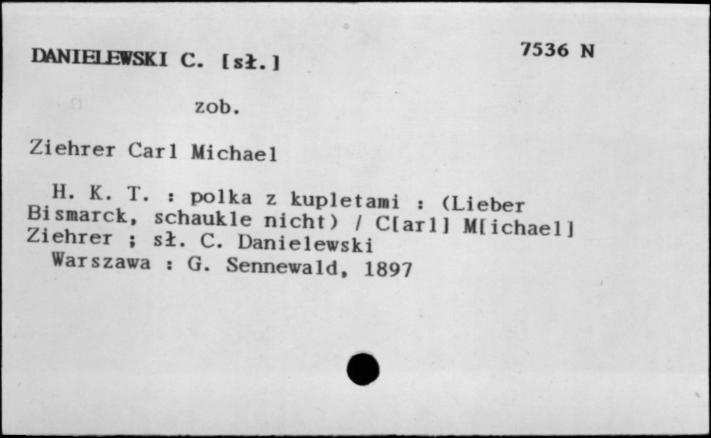 DANIELEWSKI C. [sł.]
7536 N
zob.
Ziehrer Carl Michael
H. K. T. : polka z kupletami : (Lieber
Bismarck, schaukle nicht) / C[arl] M[ichael]
Ziehrer ; sł. C. Danielewski
Warszawa : G. Sennewald, 1897